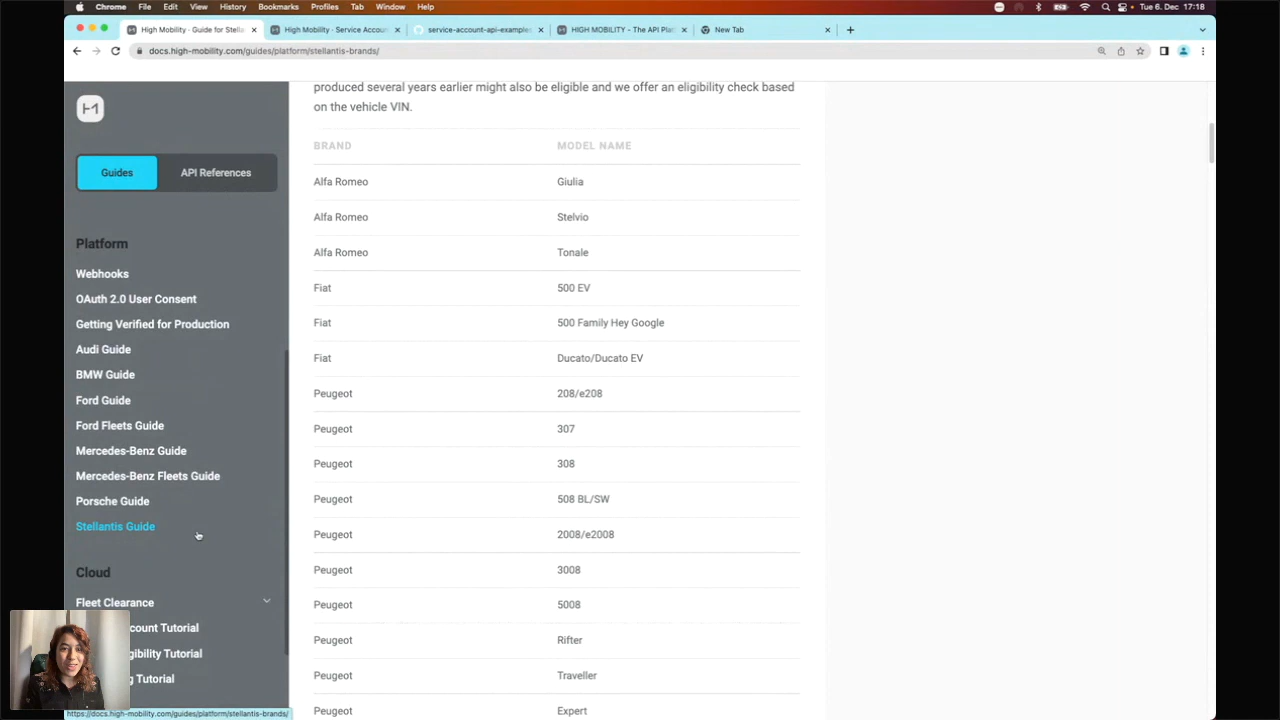 Chrome File Edit View History Bookmarks Profiles Tab Window Help Tue 6. Dec 17:18
High Mobility - Guide for Stella High Mobility - Service Accoun service-account-api-examples HIGH MOBILITY - The API Plat New Tab
docs.high-mobility.com/guides/platform/stellantis-brands/
produced several years earlier might also be eligible and we offer an eligibility check based
on the vehicle VIN.
Guides API References
Platform
Webhooks
OAuth 2.0 User Consent
Getting Verified for Production
Audi Guide
BMW Guide
Ford Guide
Ford Fleets Guide
Mercedes-Benz Guide
Mercedes-Benz Fleets Guide
Porsche Guide
Stellantis Guide
Cloud
Fleet Clearance
count Tutorial
gibility Tutorial
g Tutorial
BRAND MODEL NAME
Alfa Romeo Giulia
Alfa Romeo Stelvio
Alfa Romeo Tonale
Fiat 500 EV
Fiat 500 Family Hey Google
Fiat Ducato/Ducato EV
Peugeot 208/e208
Peugeot 307
Peugeot 308
Peugeot 508 BL/SW
Peugeot 2008/e2008
Peugeot 3008
Peugeot 5008
Peugeot Rifter
Peugeot Traveller
Peugeot Expert
https://docs.high-mobility.com/guides/platform/stellantis-brands/